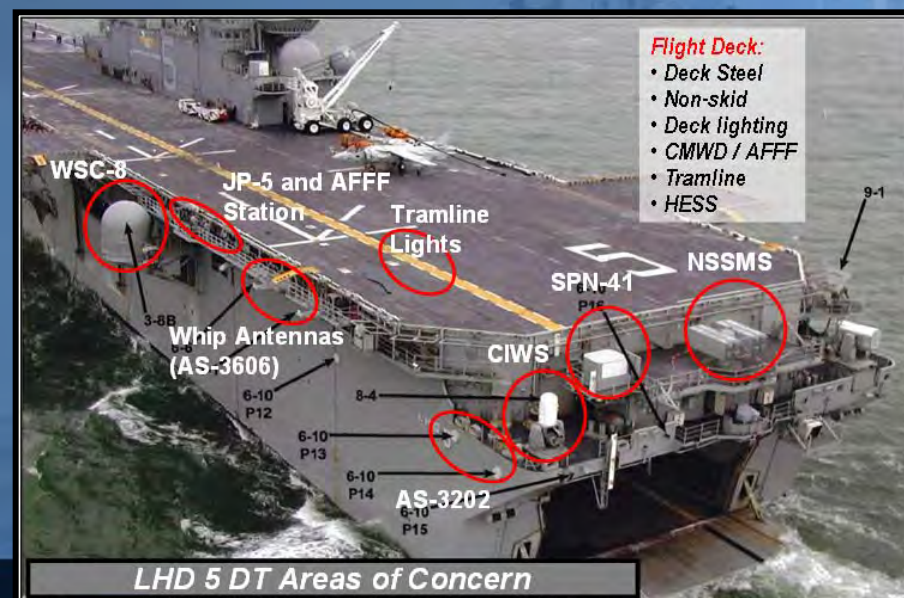 Flight Deck:
• Deck Steel
• Non-skid
• Deck lighting
• CMWD / AFFF
• Tramline
• HESS
WSC-8
JP-5 and AFFF
Station
Tramline
Lights
9-1
5
SPN-41
NSSMS
3-8B
Whip Antennas
(AS-3606)
CIWS
6-10
P12
8-4
6-10
P13
6-10
P14
AS-3202
6-10
P15
LHD 5 DT Areas of Concern